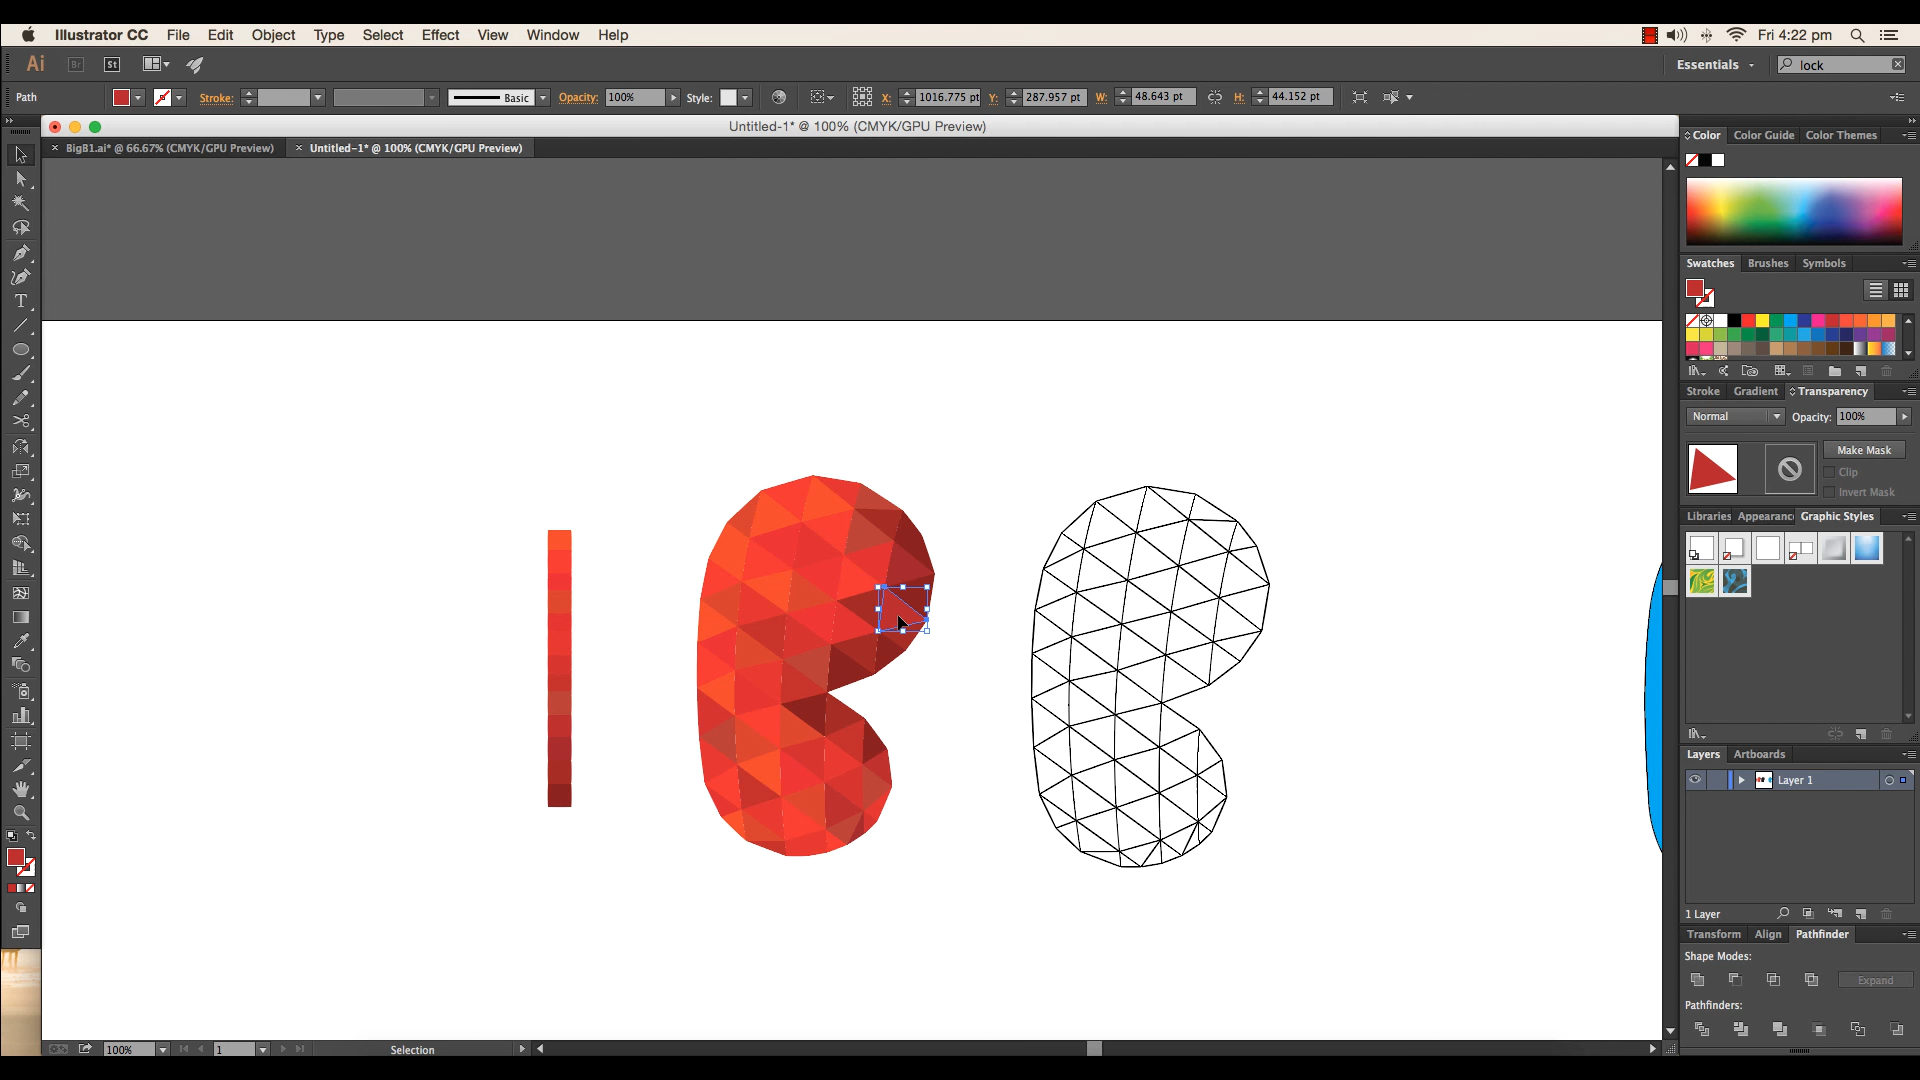 Illustrator CC File Edit Object Type Select Effect View Window Help Fri 4:22 pm
Ai Br St Essentials lock
Path Stroke: Basic Opacity: 100% Style: X: 1016.775 pt Y: 287.957 pt W: 48.643 pt H: 44.152 pt
Untitled-1* @ 100% (CMYK/GPU Preview)
BigB1.ai* @ 66.67% (CMYK/GPU Preview) Untitled-1* @ 100% (CMYK/GPU Preview)
Color Color Guide Color Themes
Swatches Brushes Symbols
Stroke Gradient Transparency
Normal Opacity: 100%
Make Mask
Clip
Invert Mask
Libraries Appearanc Graphic Styles
Layers Artboards
Layer 1
1 Layer
Transform Align Pathfinder
Shape Modes:
Expand
Pathfinders:
100% 1 Selection